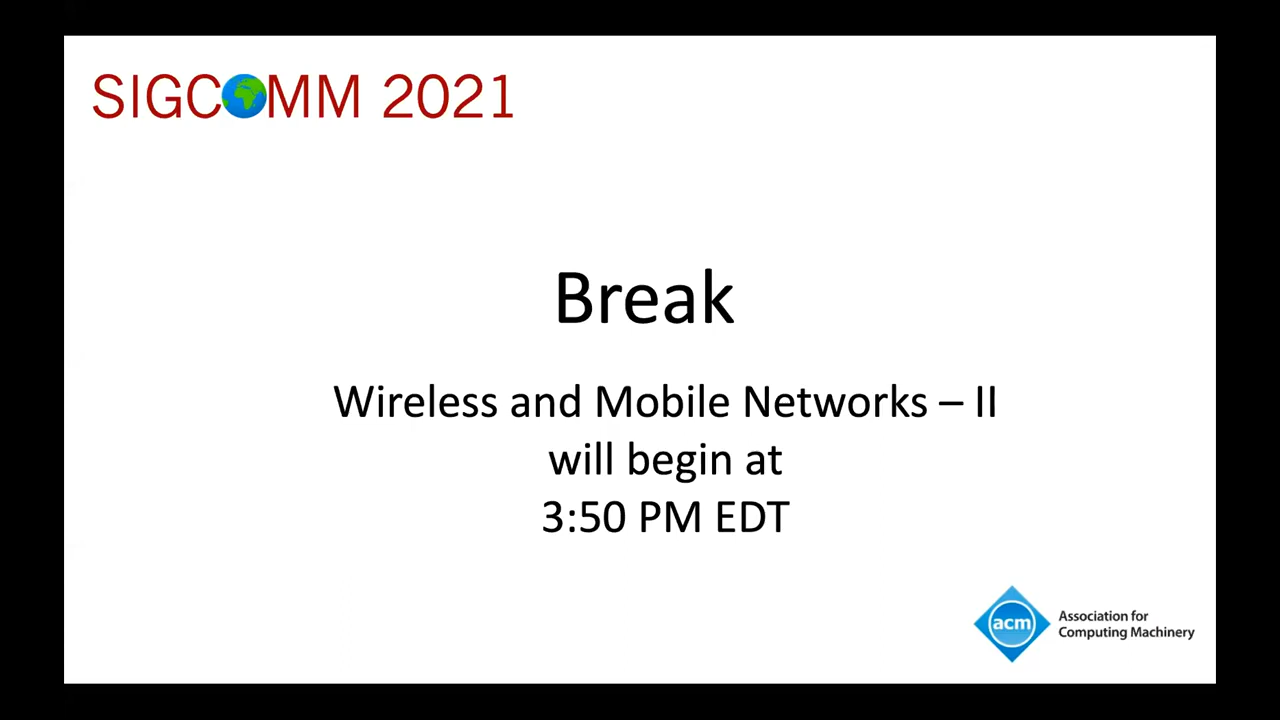 SIGCOMM 2021
Break
Wireless and Mobile Networks – II
will begin at
3:50 PM EDT
acm
Association for
Computing Machinery